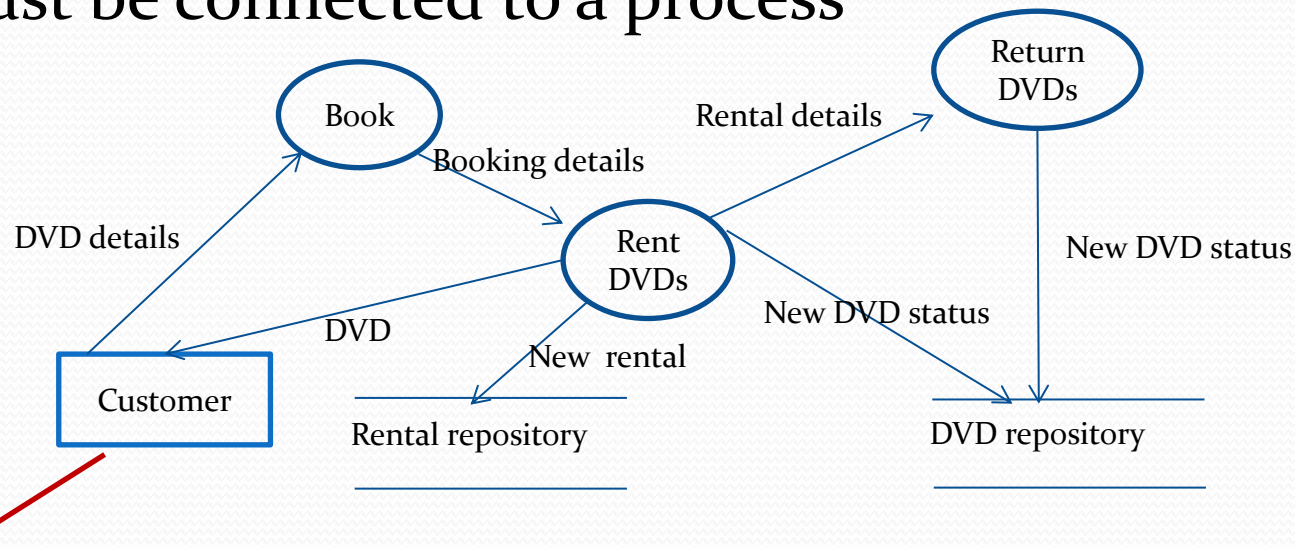 ust be connected to a process
Return
DVDs
Book
Rental details
Booking details
DVD details
Rent
DVDs
New DVD status
New DVD status
DVD
New rental
Customer
Rental repository
DVD repository